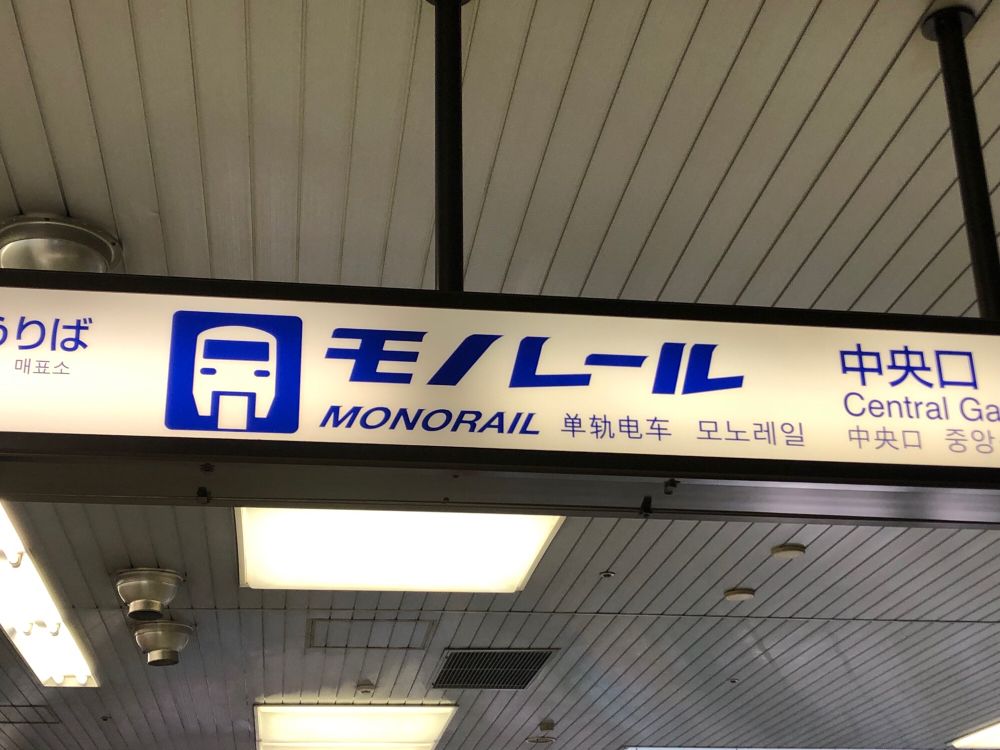 りば
매표소
モノレール
MONORAIL 单轨电车 모노레일
中央口
Central
中央口 중앙